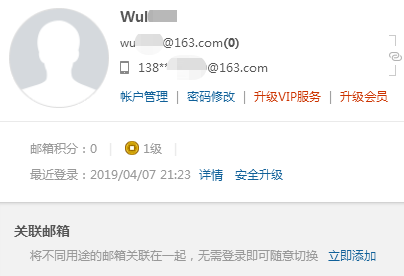 Wul
wu @163.com(0)
138** @163.com
帐户管理 | 密码修改 | 升级VIP服务 | 升级会员
邮箱积分：0 | 1级 |
最近登录：2019/04/07 21:23 详情 安全升级
关联邮箱
将不同用途的邮箱关联在一起，无需登录即可随意切换 立即添加